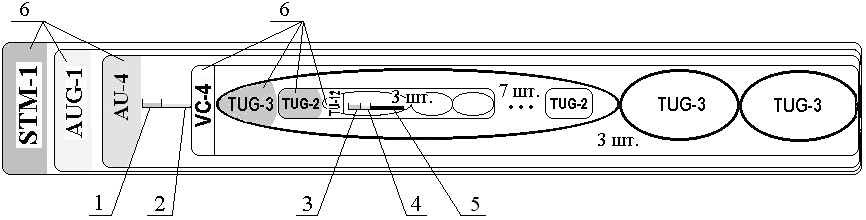 6
6
STM-1
AUG-1
AU-4
VC-4
TUG-3
TUG-2
TU-12
3 шт.
7 шт.
TUG-2
TUG-3
TUG-3
3 шт.
1
2
3
4
5